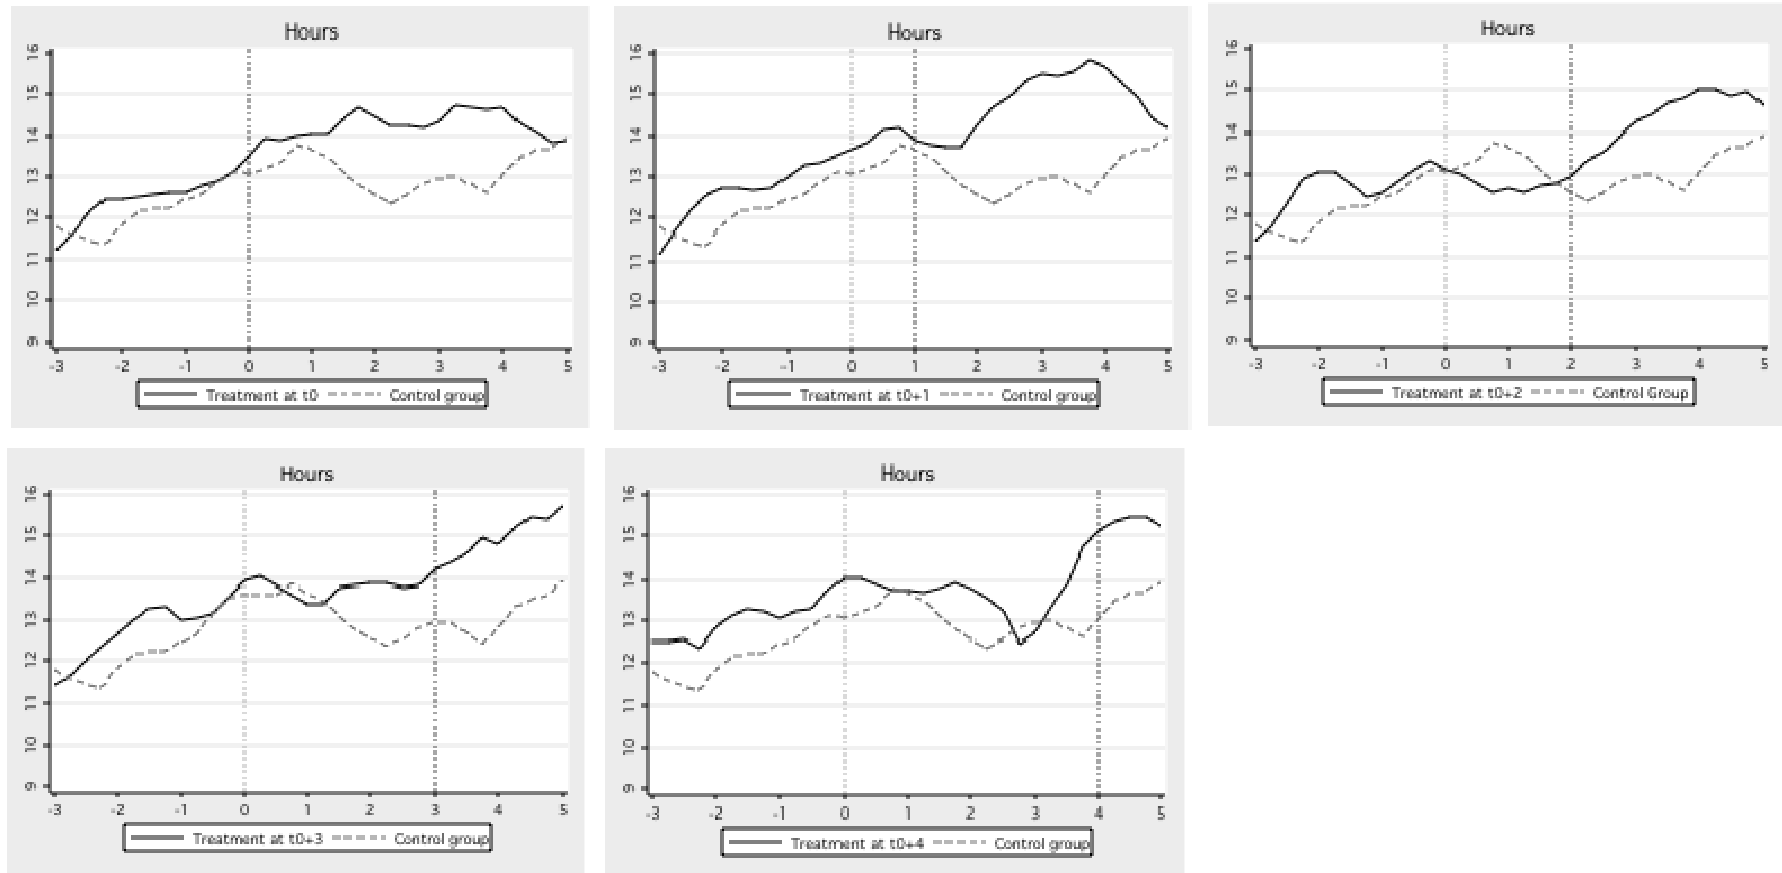 Hours
16
15
14
13
12
11
10
9
-3 -2 -1 0 1 2 3 4 5
Treatment at t0 Control group
Hours
16
15
14
13
12
11
10
9
-3 -2 -1 0 1 2 3 4 5
Treatment at t0+1 Control group
Hours
16
15
14
13
12
11
10
9
-3 -2 -1 0 1 2 3 4 5
Treatment at t0+2 Control Group
Hours
16
15
14
13
12
11
10
9
-3 -2 -1 0 1 2 3 4 5
Treatment at t0+3 Control group
Hours
16
15
14
13
12
11
10
9
-3 -2 -1 0 1 2 3 4 5
Treatment at t0+4 Control group